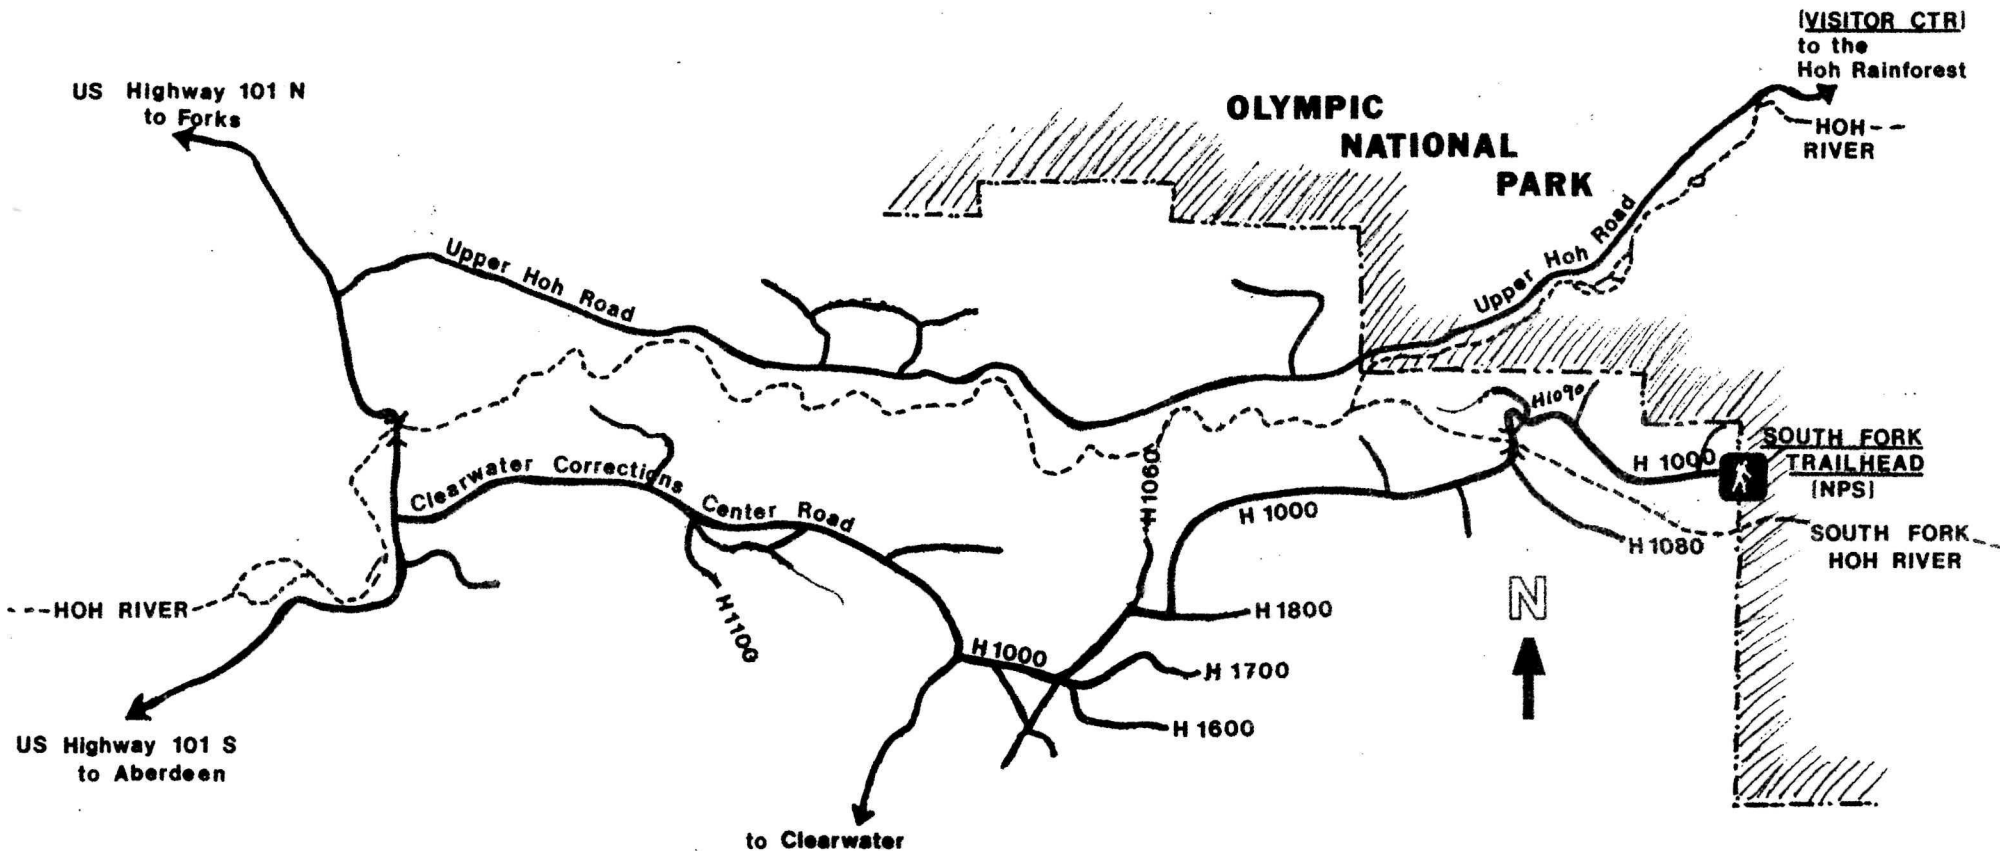 (VISITOR CTR)
to the
Hoh Rainforest
US Highway 101 N
to Forks
OLYMPIC
NATIONAL
PARK
HOH
RIVER
Upper Hoh Road
Upper Hoh Road
H1090
SOUTH FORK
TRAILHEAD
(NPS)
H 1000
Clearwater Corrections Center Road
H1060
H 1000
H 1080
SOUTH FORK
HOH RIVER
HOH RIVER
N
H 1800
H1100
H 1000
H 1700
H 1600
US Highway 101 S
to Aberdeen
to Clearwater